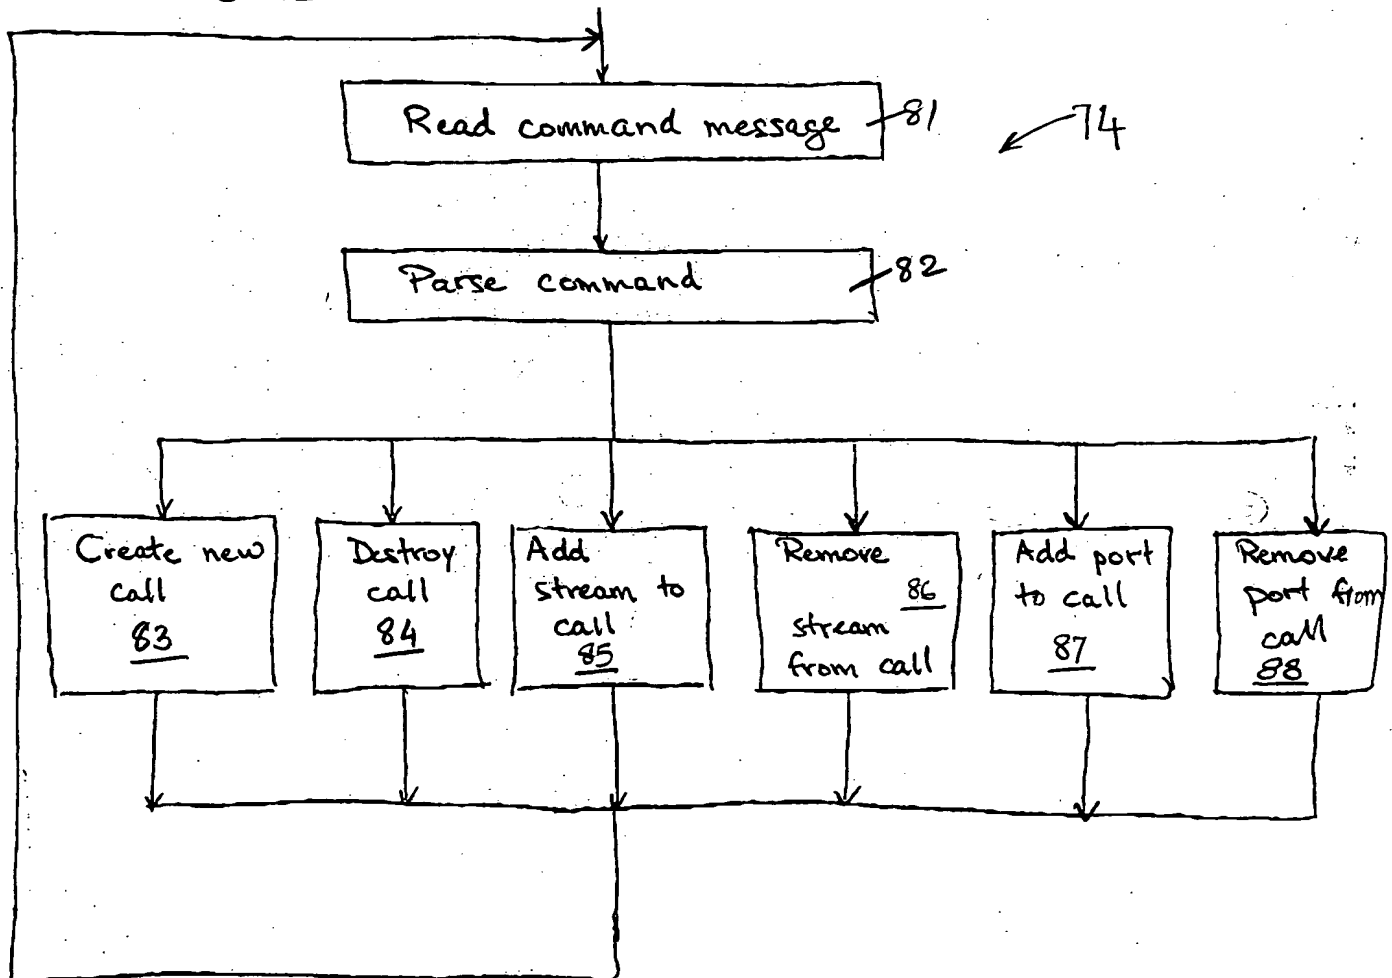 Read command message
81
74
Parse command
82
Create new
call
83
Destroy
call
84
Add
stream to
call
85
Remove
86
stream
from call
Add port
to call
87
Remove
port from
call
88